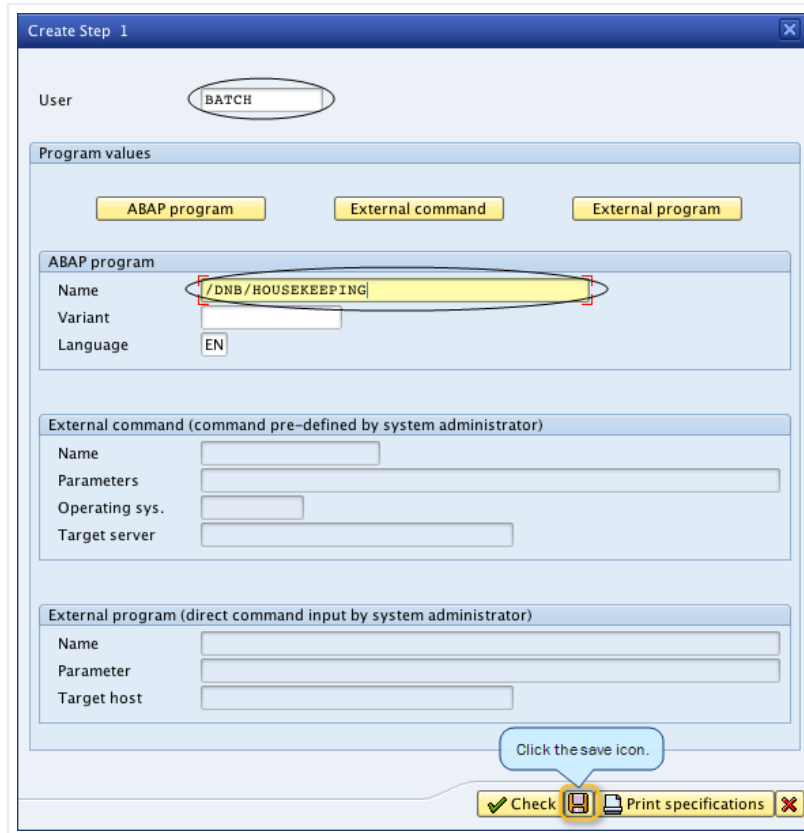 Create Step 1
User BATCH
Program values
ABAP program External command External program
ABAP program
Name /DNB/HOUSEKEEPING
Variant
Language EN
External command (command pre-defined by system administrator)
Name
Parameters
Operating sys.
Target server
External program (direct command input by system administrator)
Name
Parameter
Target host
Click the save icon.
Check Print specifications